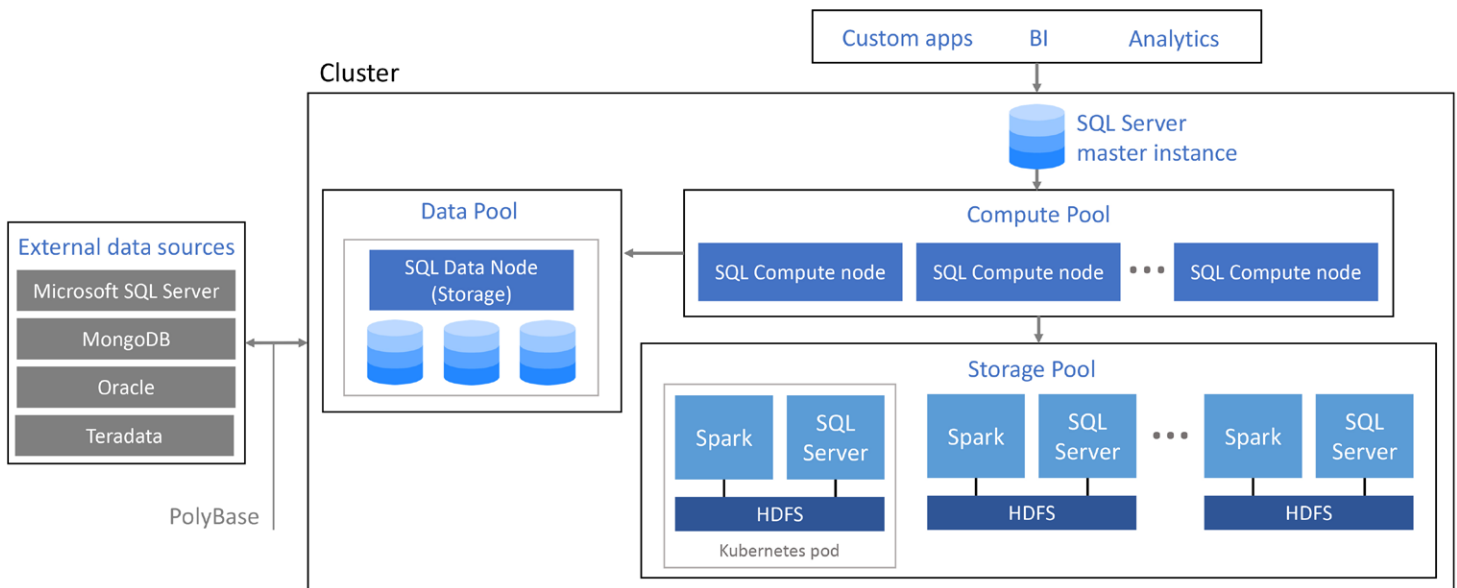 Custom apps BI Analytics
Cluster
SQL Server
master instance
Data Pool
SQL Data Node
(Storage)
Compute Pool
SQL Compute node SQL Compute node SQL Compute node
External data sources
Microsoft SQL Server
MongoDB
Oracle
Teradata
PolyBase
Storage Pool
Spark
SQL
Server
HDFS
Kubernetes pod
Spark
SQL
Server
HDFS
Spark
SQL
Server
HDFS